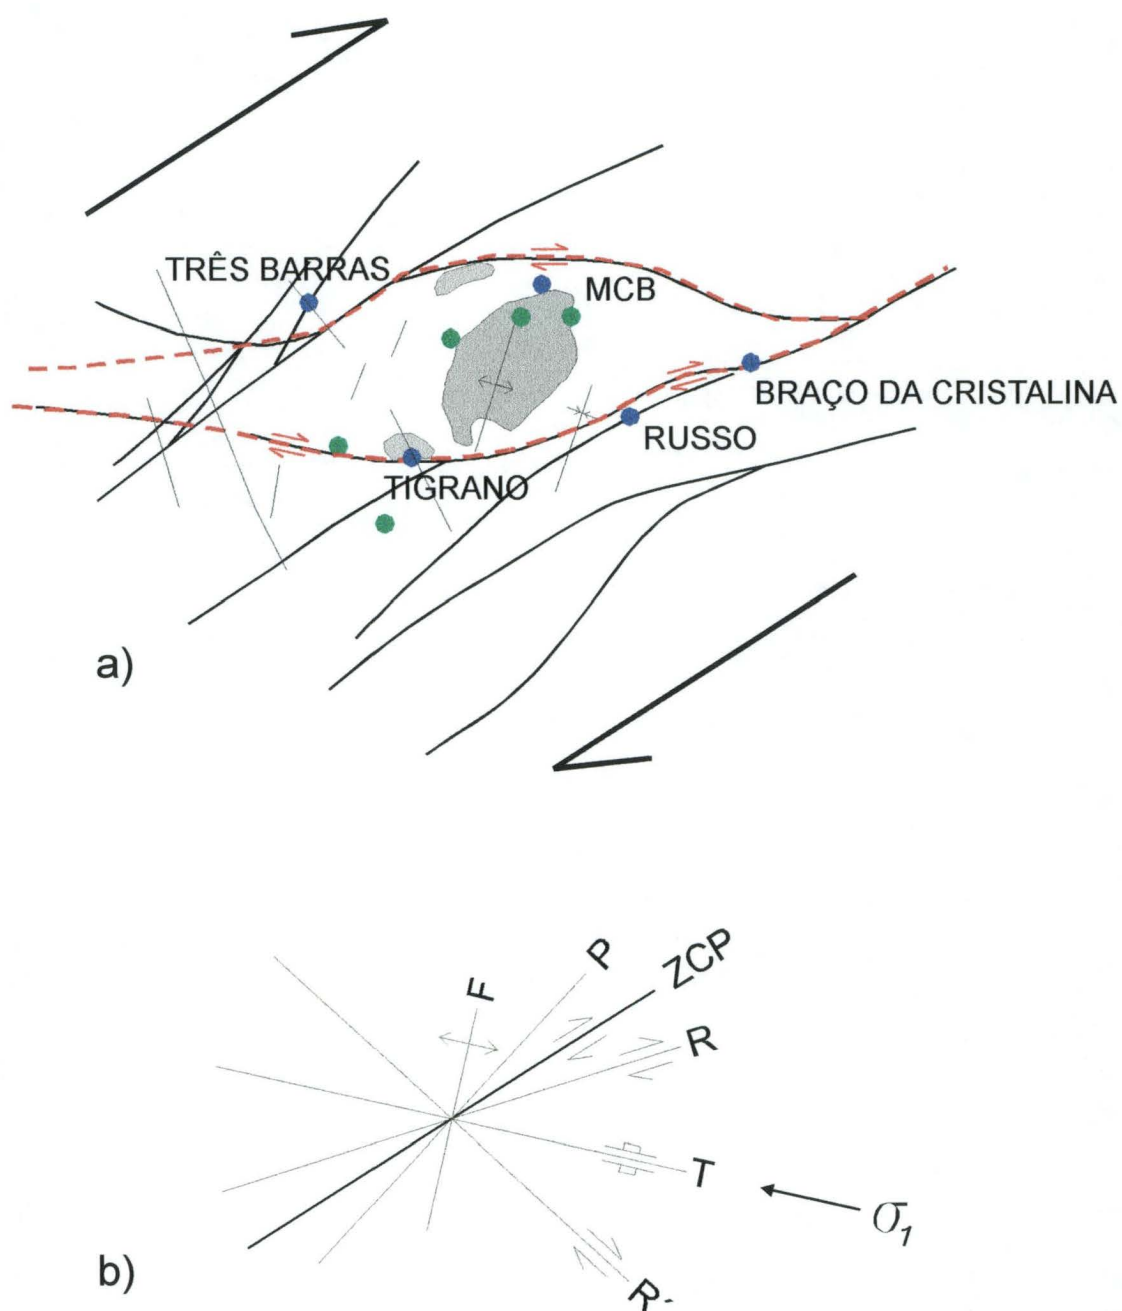 TRÊS BARRAS
MCB
BRAÇO DA CRISTALINA
RUSSO
TIGRANO
a)
F
P
ZCP
R
T
σ₁
R'
b)